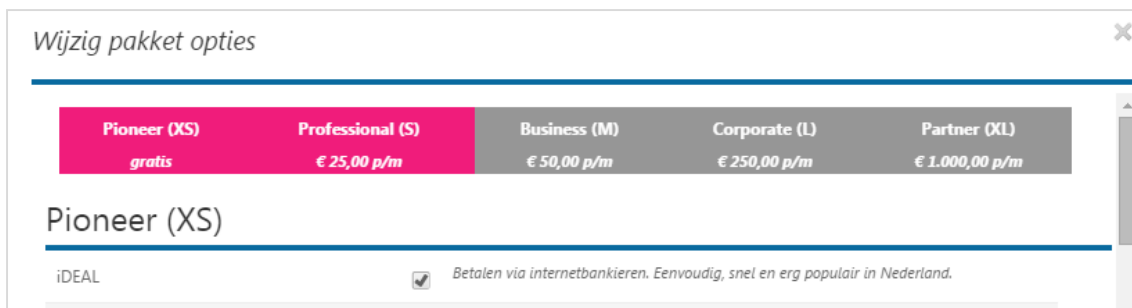 Wijzig pakket opties
Pioneer (XS) Professional (S) Business (M) Corporate (L) Partner (XL)
gratis € 25,00 p/m € 50,00 p/m € 250,00 p/m € 1.000,00 p/m
Pioneer (XS)
iDEAL Betalen via internetbankieren. Eenvoudig, snel en erg populair in Nederland.